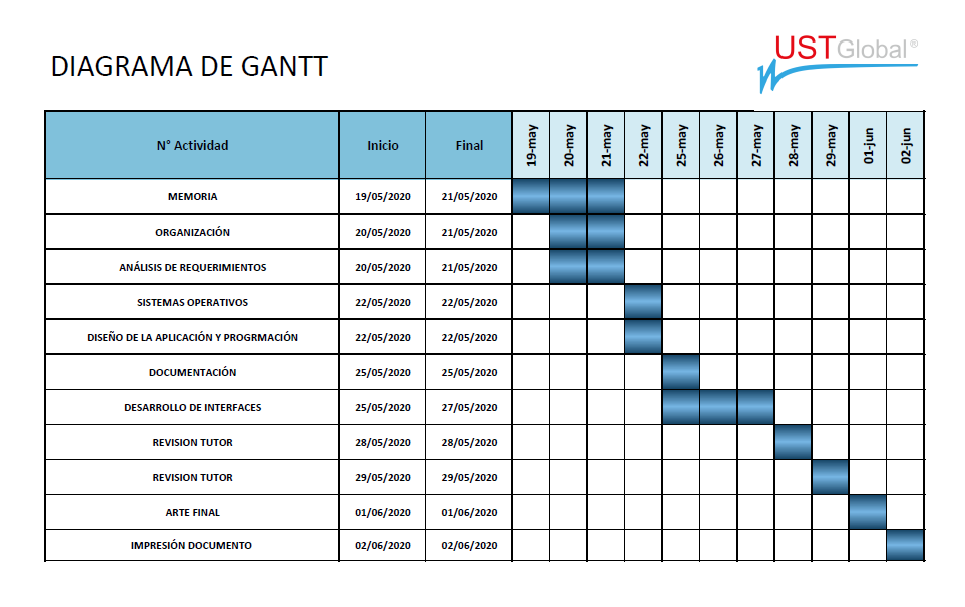 DIAGRAMA DE GANTT
USTGlobal®
N° Actividad Inicio Final 19-may 20-may 21-may 22-may 25-may 26-may 27-may 28-may 29-may 01-jun 02-jun
MEMORIA 19/05/2020 21/05/2020
ORGANIZACIÓN 20/05/2020 21/05/2020
ANÁLISIS DE REQUERIMIENTOS 20/05/2020 21/05/2020
SISTEMAS OPERATIVOS 22/05/2020 22/05/2020
DISEÑO DE LA APLICACIÓN Y PROGRMACIÓN 22/05/2020 22/05/2020
DOCUMENTACIÓN 25/05/2020 25/05/2020
DESARROLLO DE INTERFACES 25/05/2020 27/05/2020
REVISION TUTOR 28/05/2020 28/05/2020
REVISION TUTOR 29/05/2020 29/05/2020
ARTE FINAL 01/06/2020 01/06/2020
IMPRESIÓN DOCUMENTO 02/06/2020 02/06/2020